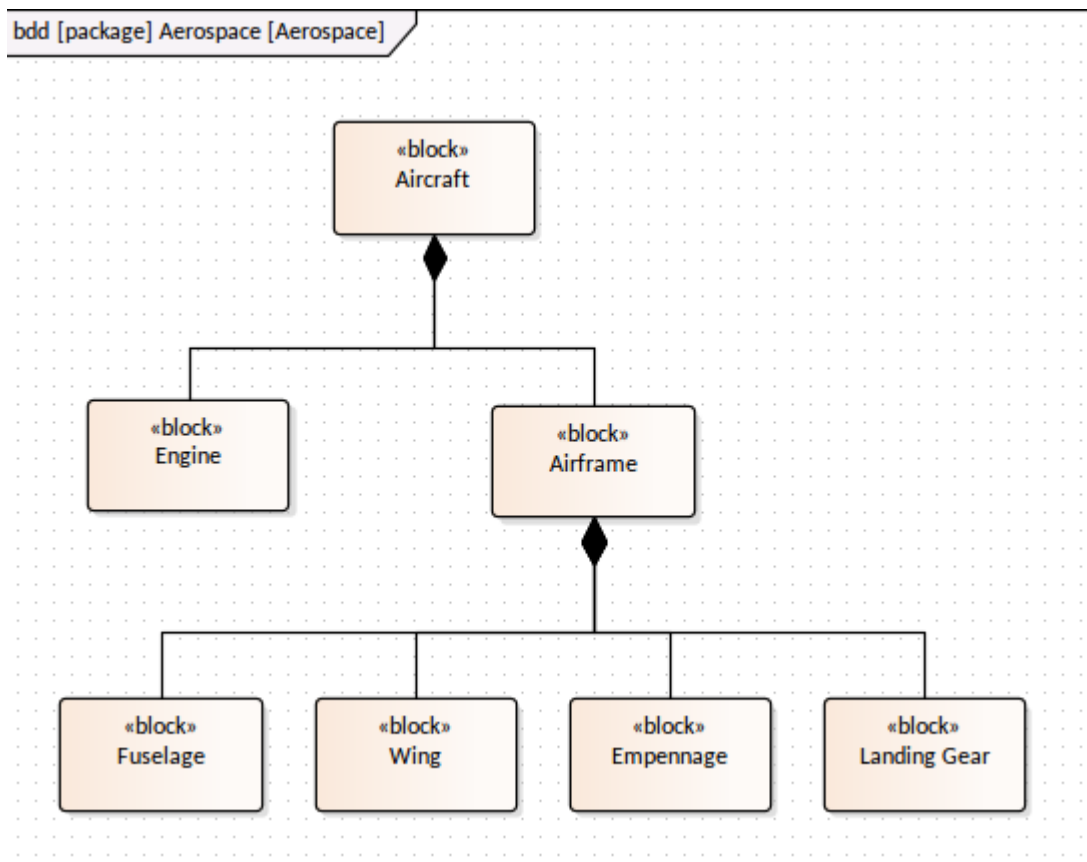 bdd [package] Aerospace [Aerospace]
«block»
Aircraft
«block»
Engine
«block»
Airframe
«block»
Fuselage
«block»
Wing
«block»
Empennage
«block»
Landing Gear